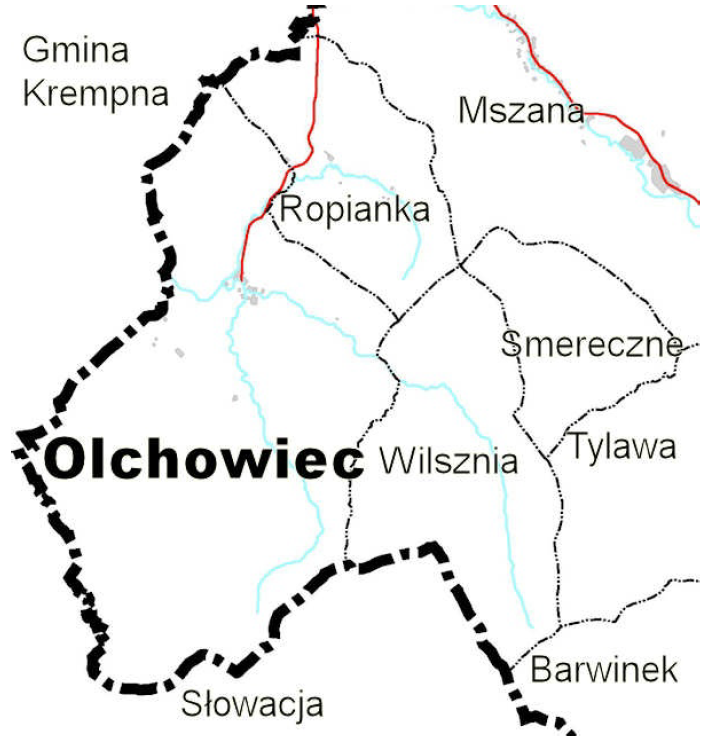 Gmina
Krempna
Mszana
Ropianka
Smereczne
Olchowiec
Wilsznia
Tylawa
Barwinek
Słowacja